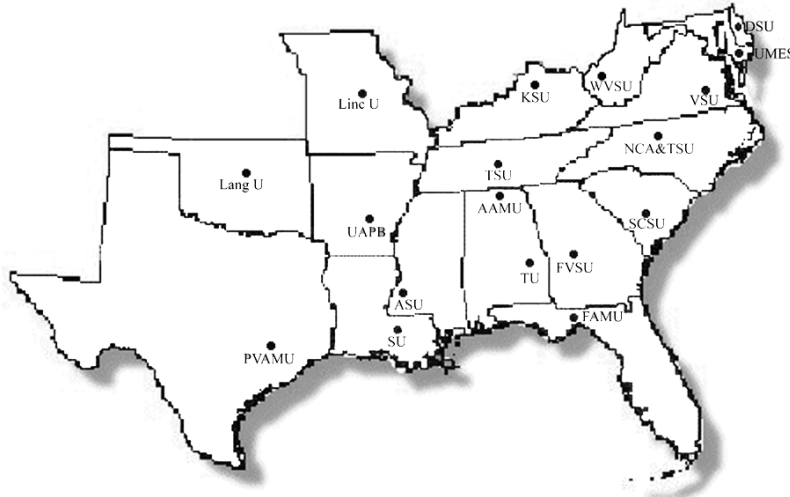 DSU
UMES
WVSU
KSU
VSU
Linc U
NCA&TSU
TSU
Lang U
AAMU
UAPB
SCSU
TU
FVSU
ASU
FAMU
SU
PVAMU